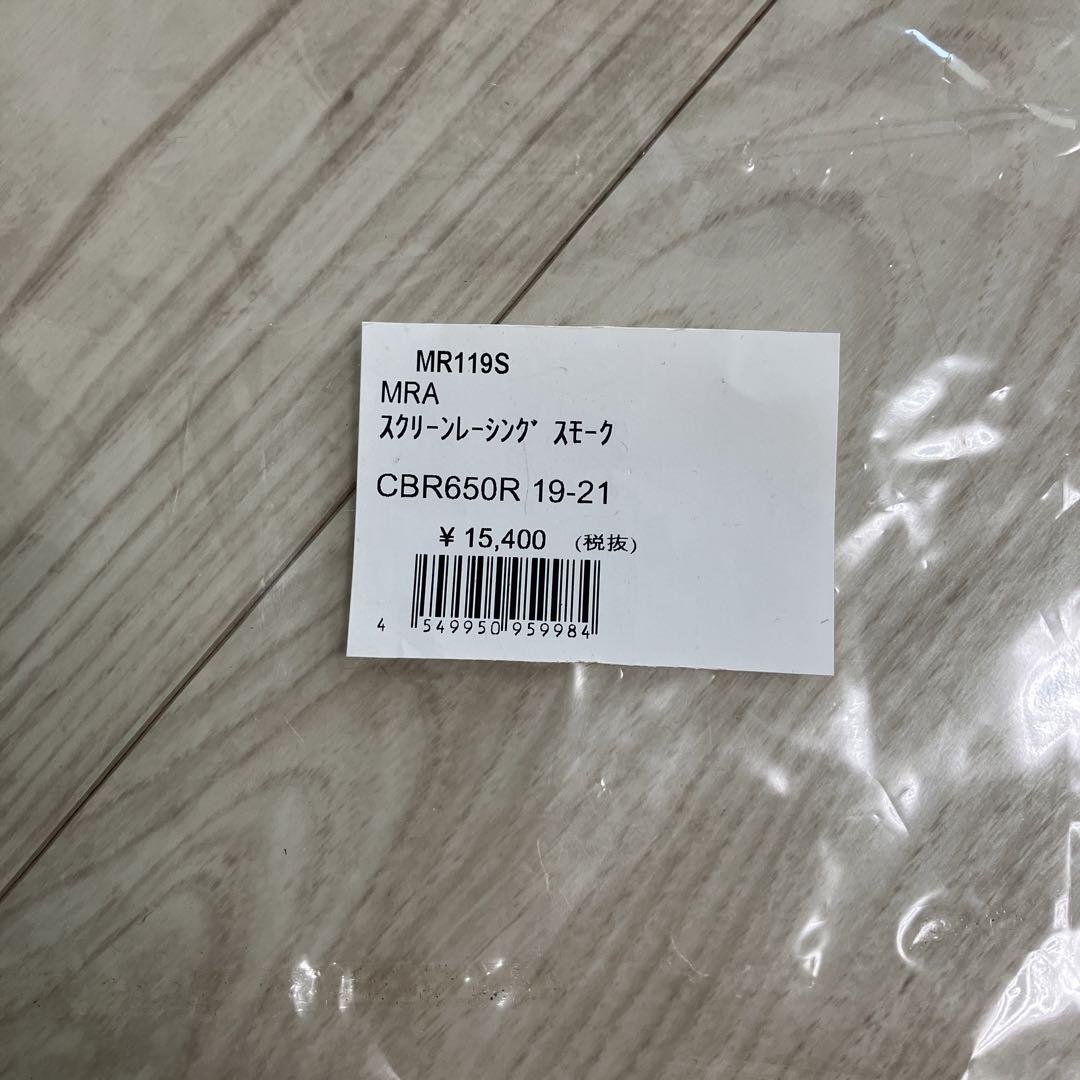 MR119S
MRA
ｽｸﾘｰﾝﾚｰｼﾝｸﾞ ｽﾓｰｸ
CBR650R 19-21
¥ 15,400 (税抜)
4 549950 959984